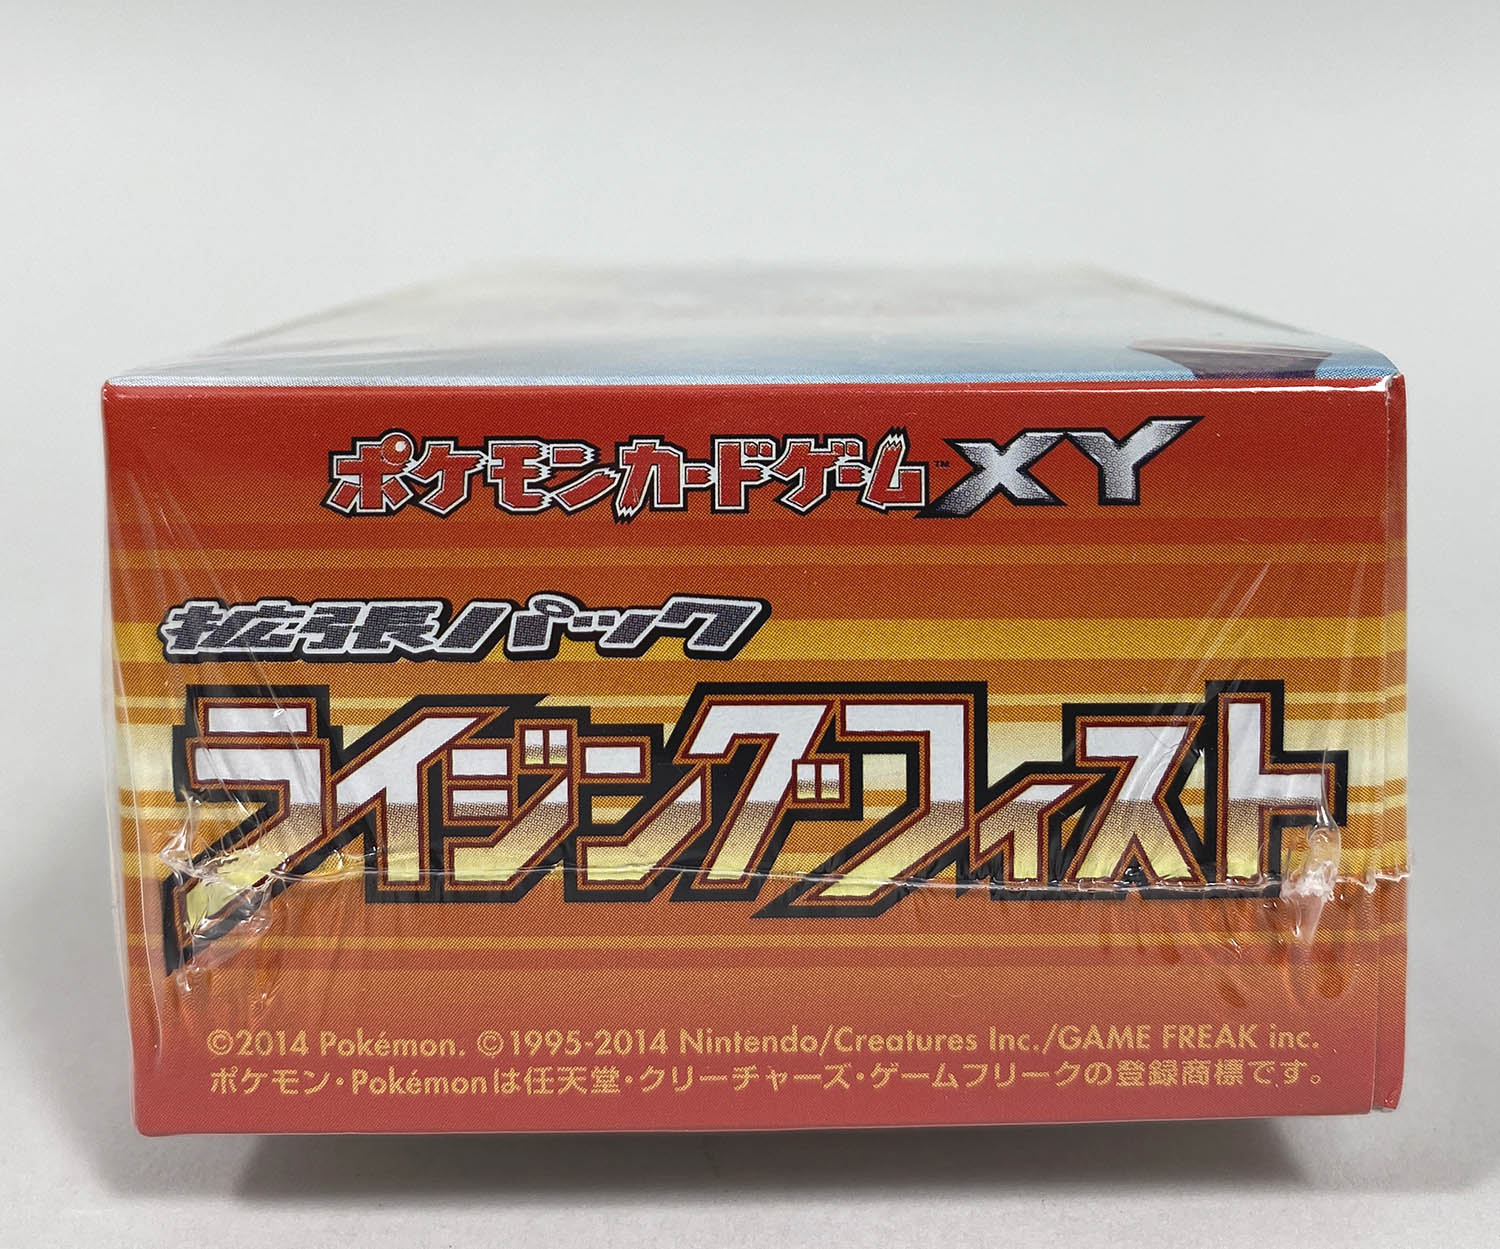 ポケモンカードゲーム™ XY
拡張パック
ライジングフィスト
©2014 Pokémon. ©1995-2014 Nintendo/Creatures Inc./GAME FREAK inc.
ポケモン・Pokémonは任天堂・クリーチャーズ・ゲームフリークの登録商標です。